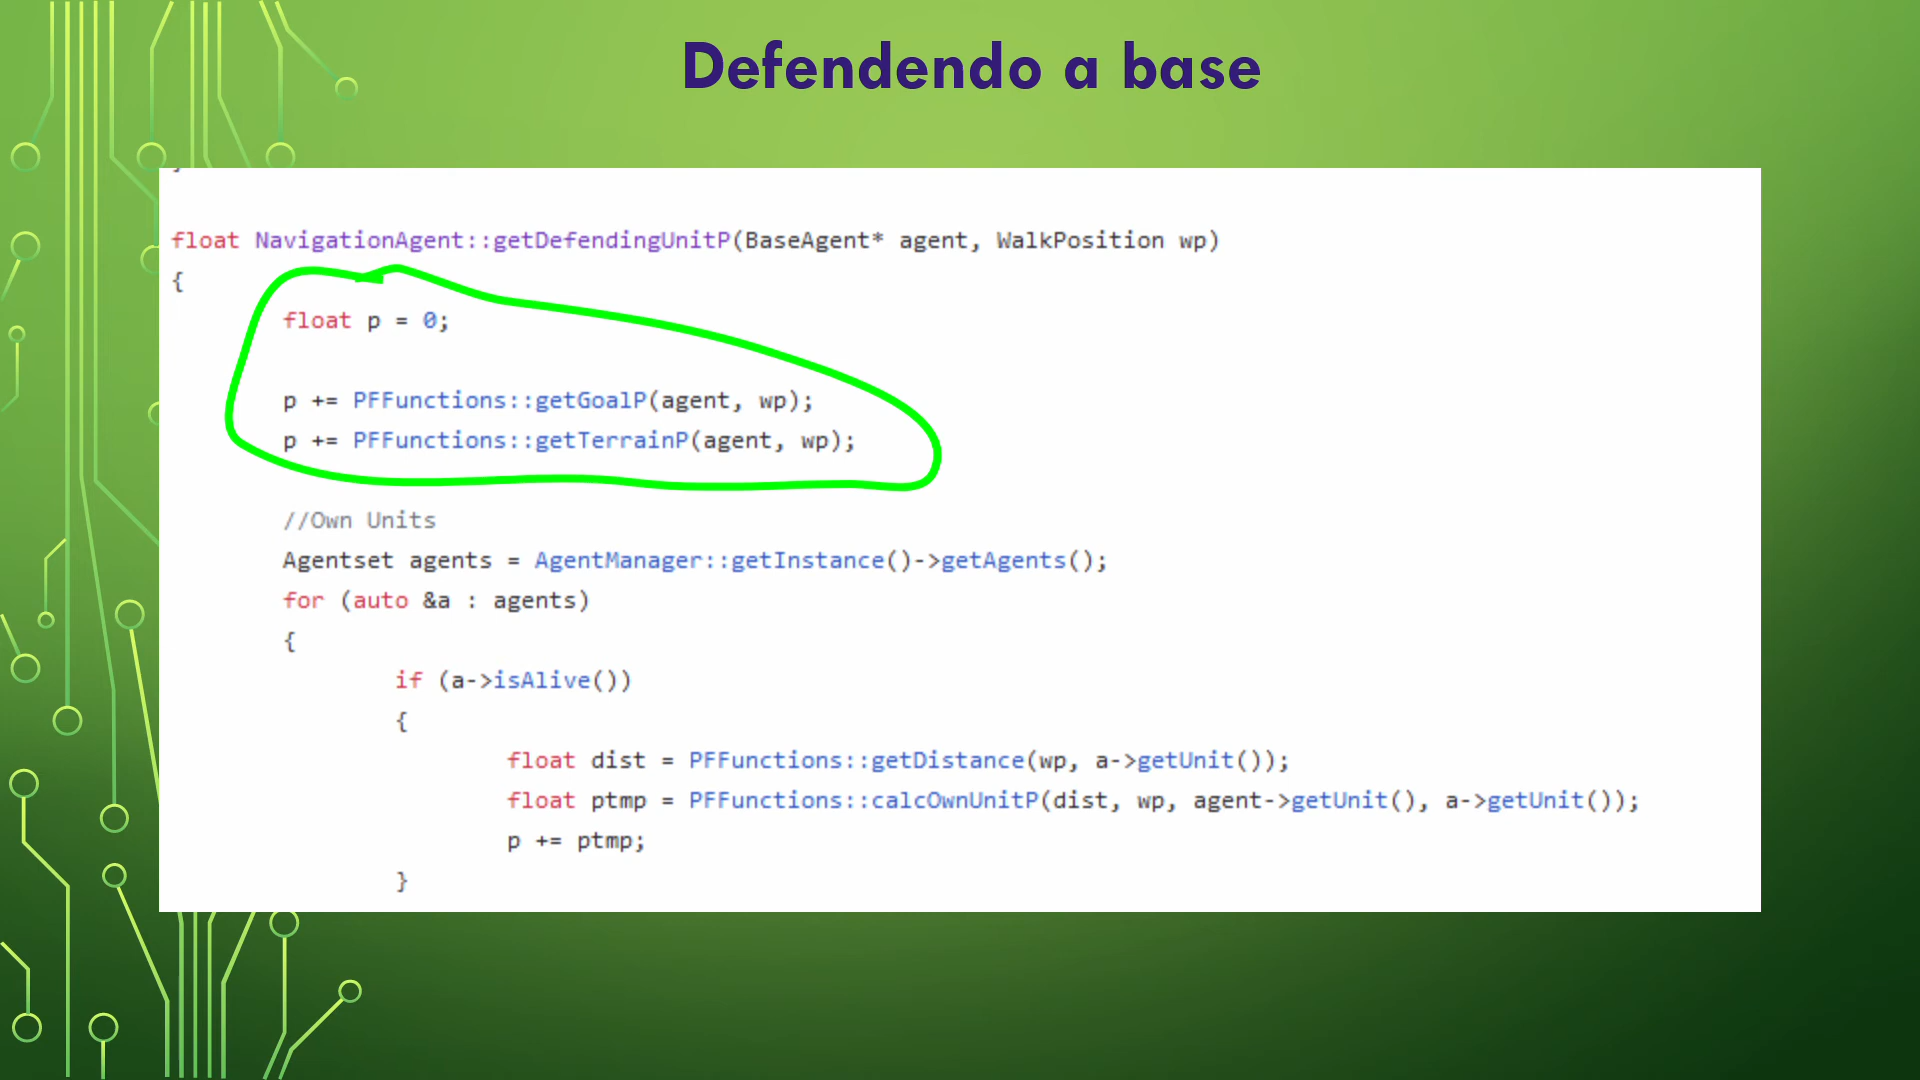 Defendendo a base
float NavigationAgent::getDefendingUnitP(BaseAgent* agent, WalkPosition wp)
{
float p = 0;
p += PFFunctions::getGoalP(agent, wp);
p += PFFunctions::getTerrainP(agent, wp);
//Own Units
Agentset agents = AgentManager::getInstance()->getAgents();
for (auto &a : agents)
{
if (a->isAlive())
{
float dist = PFFunctions::getDistance(wp, a->getUnit());
float ptmp = PFFunctions::calcOwnUnitP(dist, wp, agent->getUnit(), a->getUnit());
p += ptmp;
}